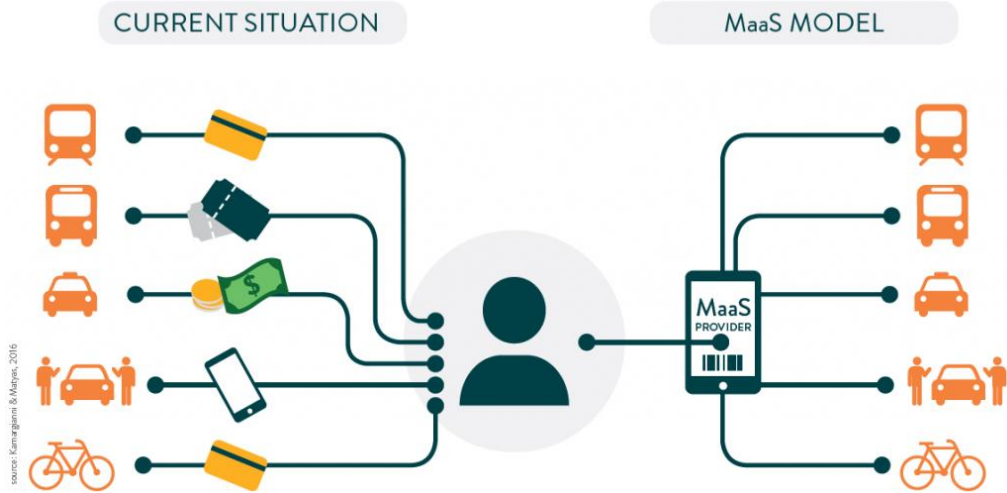 CURRENT SITUATION
MaaS MODEL
$
MaaS
PROVIDER
source: Kamargianni & Matyas, 2016